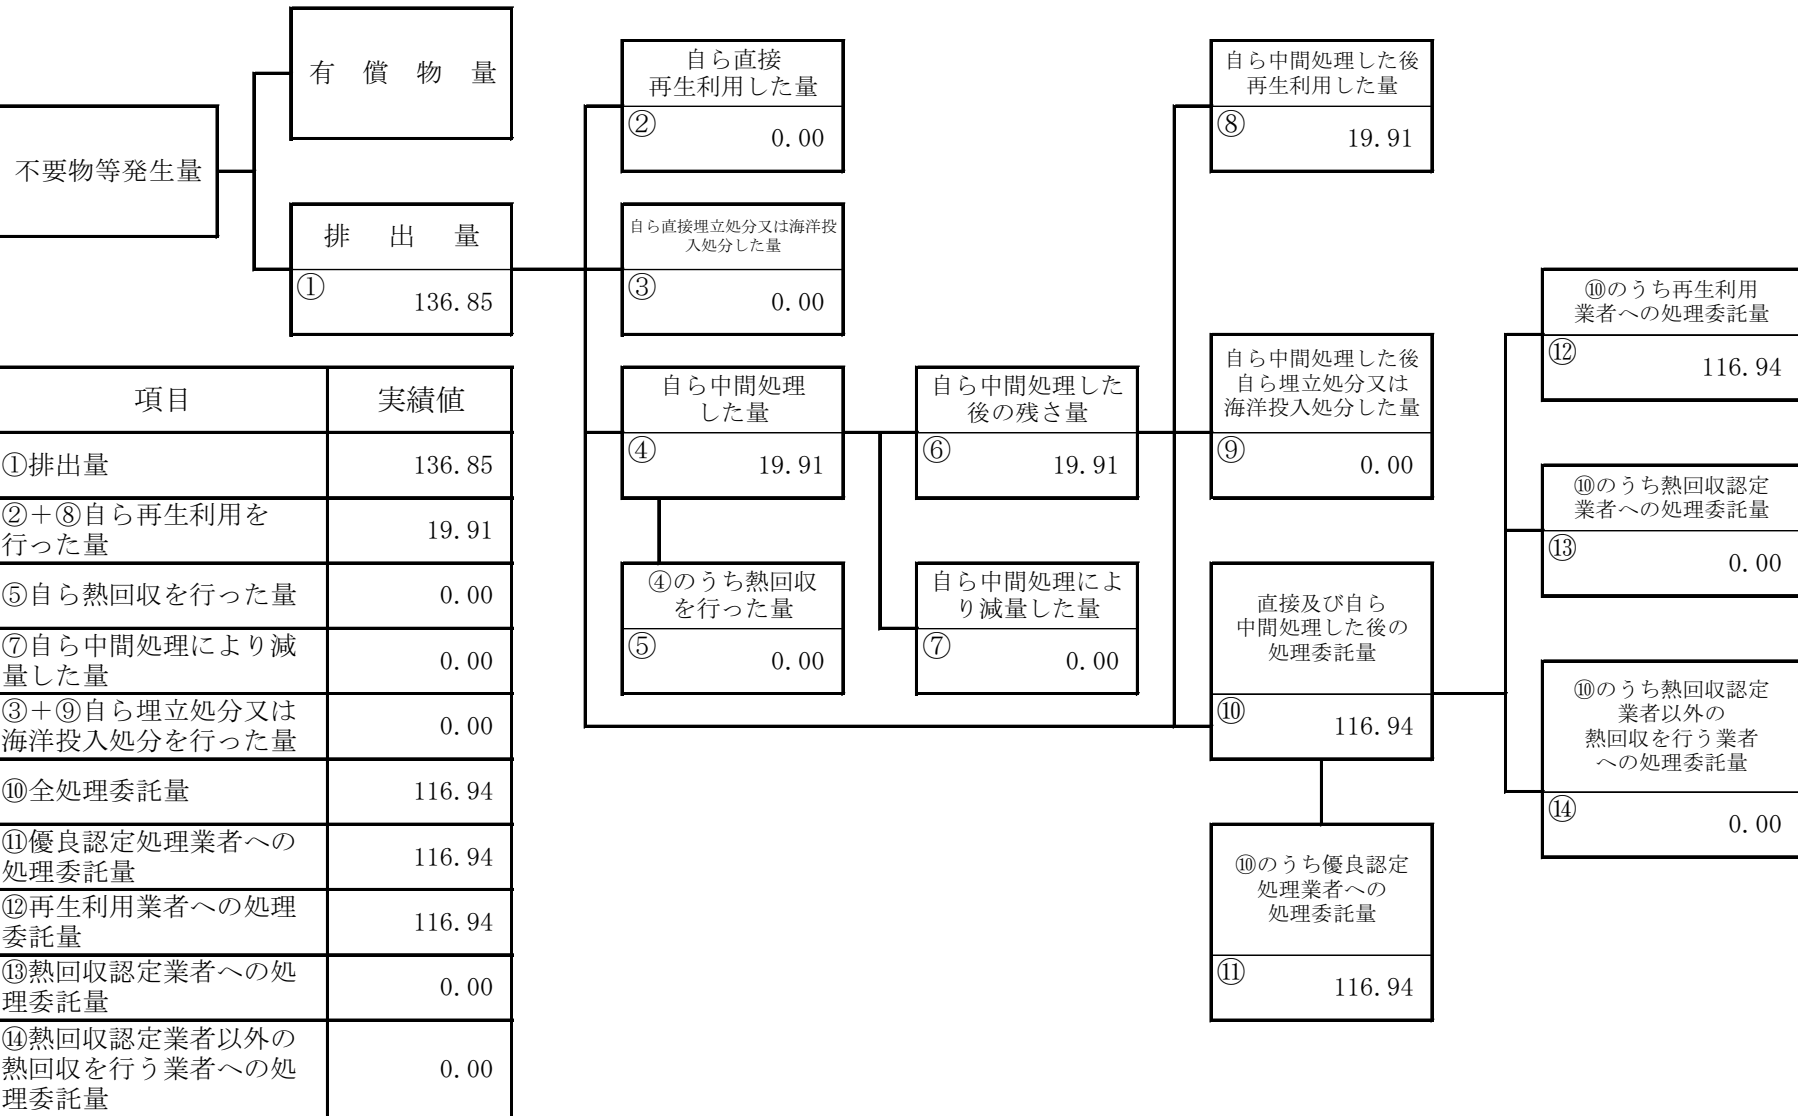 有償物量
不要物等発生量
排出量
①
136.85
自ら直接
再生利用した量
②
0.00
自ら直接埋立処分又は海洋投
入処分した量
③
0.00
自ら中間処理
した量
④
19.91
④のうち熱回収
を行った量
⑤
0.00
自ら中間処理した
後の残さ量
⑥
19.91
自ら中間処理によ
り減量した量
⑦
0.00
自ら中間処理した後
再生利用した量
⑧
19.91
自ら中間処理した後
自ら埋立処分又は
海洋投入処分した量
⑨
0.00
直接及び自ら
中間処理した後の
処理委託量
⑩
116.94
⑩のうち優良認定
処理業者への
処理委託量
⑪
116.94
⑩のうち再生利用
業者への処理委託量
⑫
116.94
⑩のうち熱回収認定
業者への処理委託量
⑬
0.00
⑩のうち熱回収認定
業者以外の
熱回収を行う業者
への処理委託量
⑭
0.00
項目 実績値
①排出量 136.85
②＋⑧自ら再生利用を
行った量 19.91
⑤自ら熱回収を行った量 0.00
⑦自ら中間処理により減
量した量 0.00
③＋⑨自ら埋立処分又は
海洋投入処分を行った量 0.00
⑩全処理委託量 116.94
⑪優良認定処理業者への
処理委託量 116.94
⑫再生利用業者への処理
委託量 116.94
⑬熱回収認定業者への処
理委託量 0.00
⑭熱回収認定業者以外の
熱回収を行う業者への処
理委託量 0.00